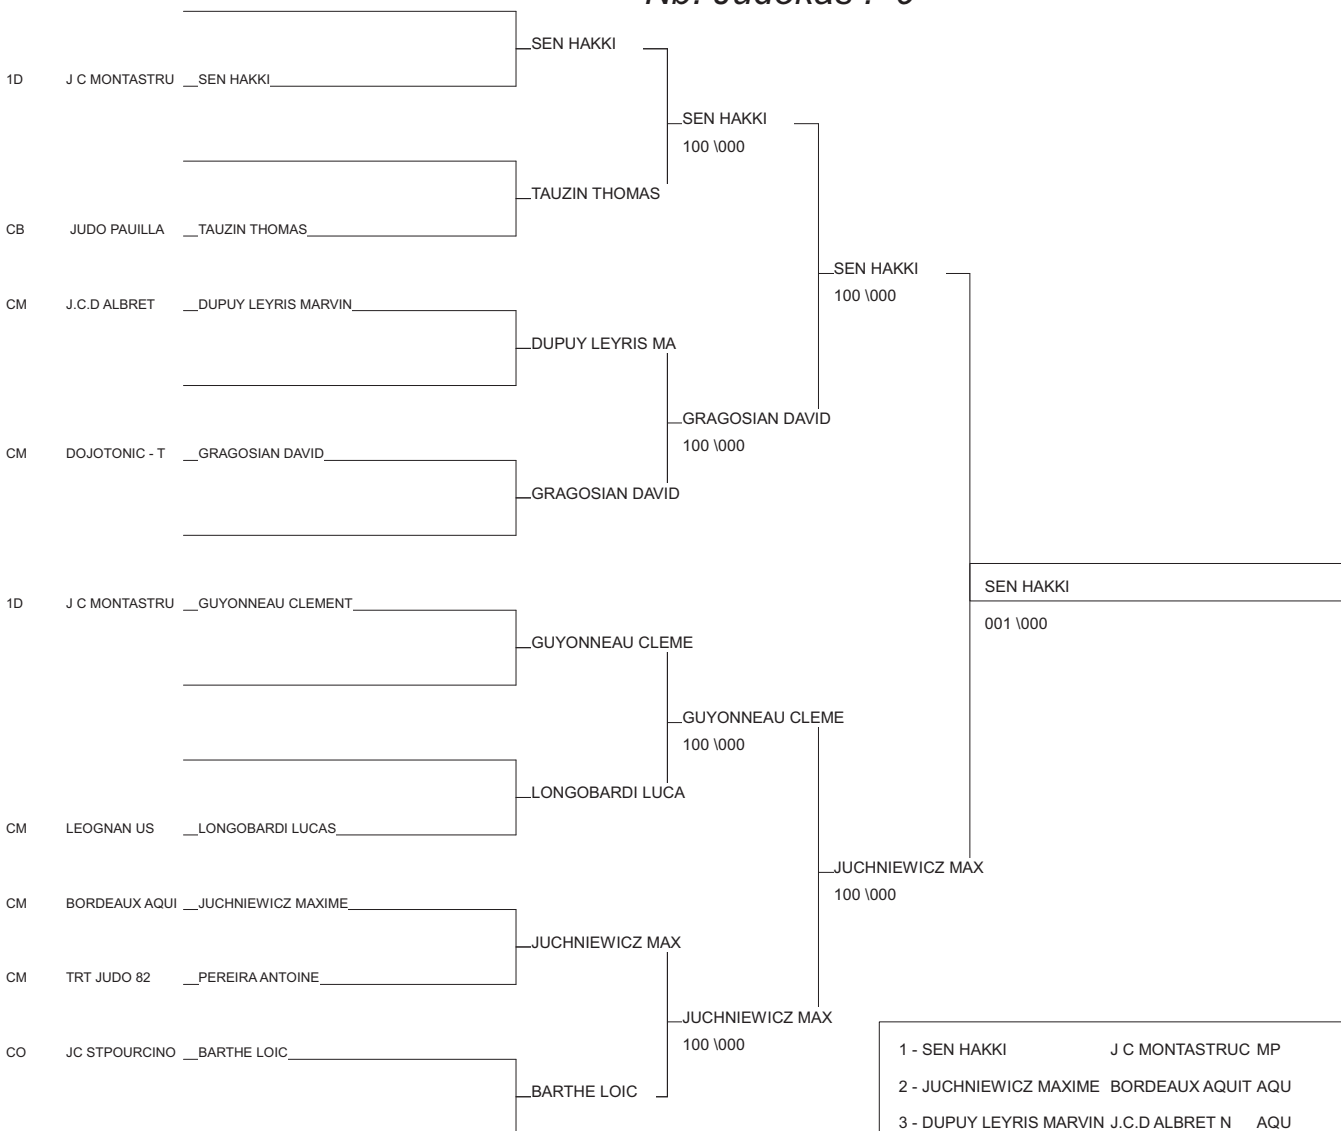 SEN HAKKI
1D J C MONTASTRU SEN HAKKI
SEN HAKKI
100 \000
TAUZIN THOMAS
CB JUDO PAUILLA TAUZIN THOMAS
SEN HAKKI
100 \000
CM J.C.D ALBRET DUPUY LEYRIS MARVIN
DUPUY LEYRIS MA
GRAGOSIAN DAVID
100 \000
CM DOJOTONIC - T GRAGOSIAN DAVID
GRAGOSIAN DAVID
SEN HAKKI
001 \000
1D J C MONTASTRU GUYONNEAU CLEMENT
GUYONNEAU CLEME
GUYONNEAU CLEME
100 \000
LONGOBARDI LUCA
CM LEOGNAN US LONGOBARDI LUCAS
JUCHNIEWICZ MAX
100 \000
CM BORDEAUX AQUI JUCHNIEWICZ MAXIME
JUCHNIEWICZ MAX
CM TRT JUDO 82 PEREIRA ANTOINE
JUCHNIEWICZ MAX
100 \000
CO JC STPOURCINO BARTHE LOIC
BARTHE LOIC
1 - SEN HAKKI J C MONTASTRUC MP
2 - JUCHNIEWICZ MAXIME BORDEAUX AQUIT AQU
3 - DUPUY LEYRIS MARVIN J.C.D ALBRET N AQU